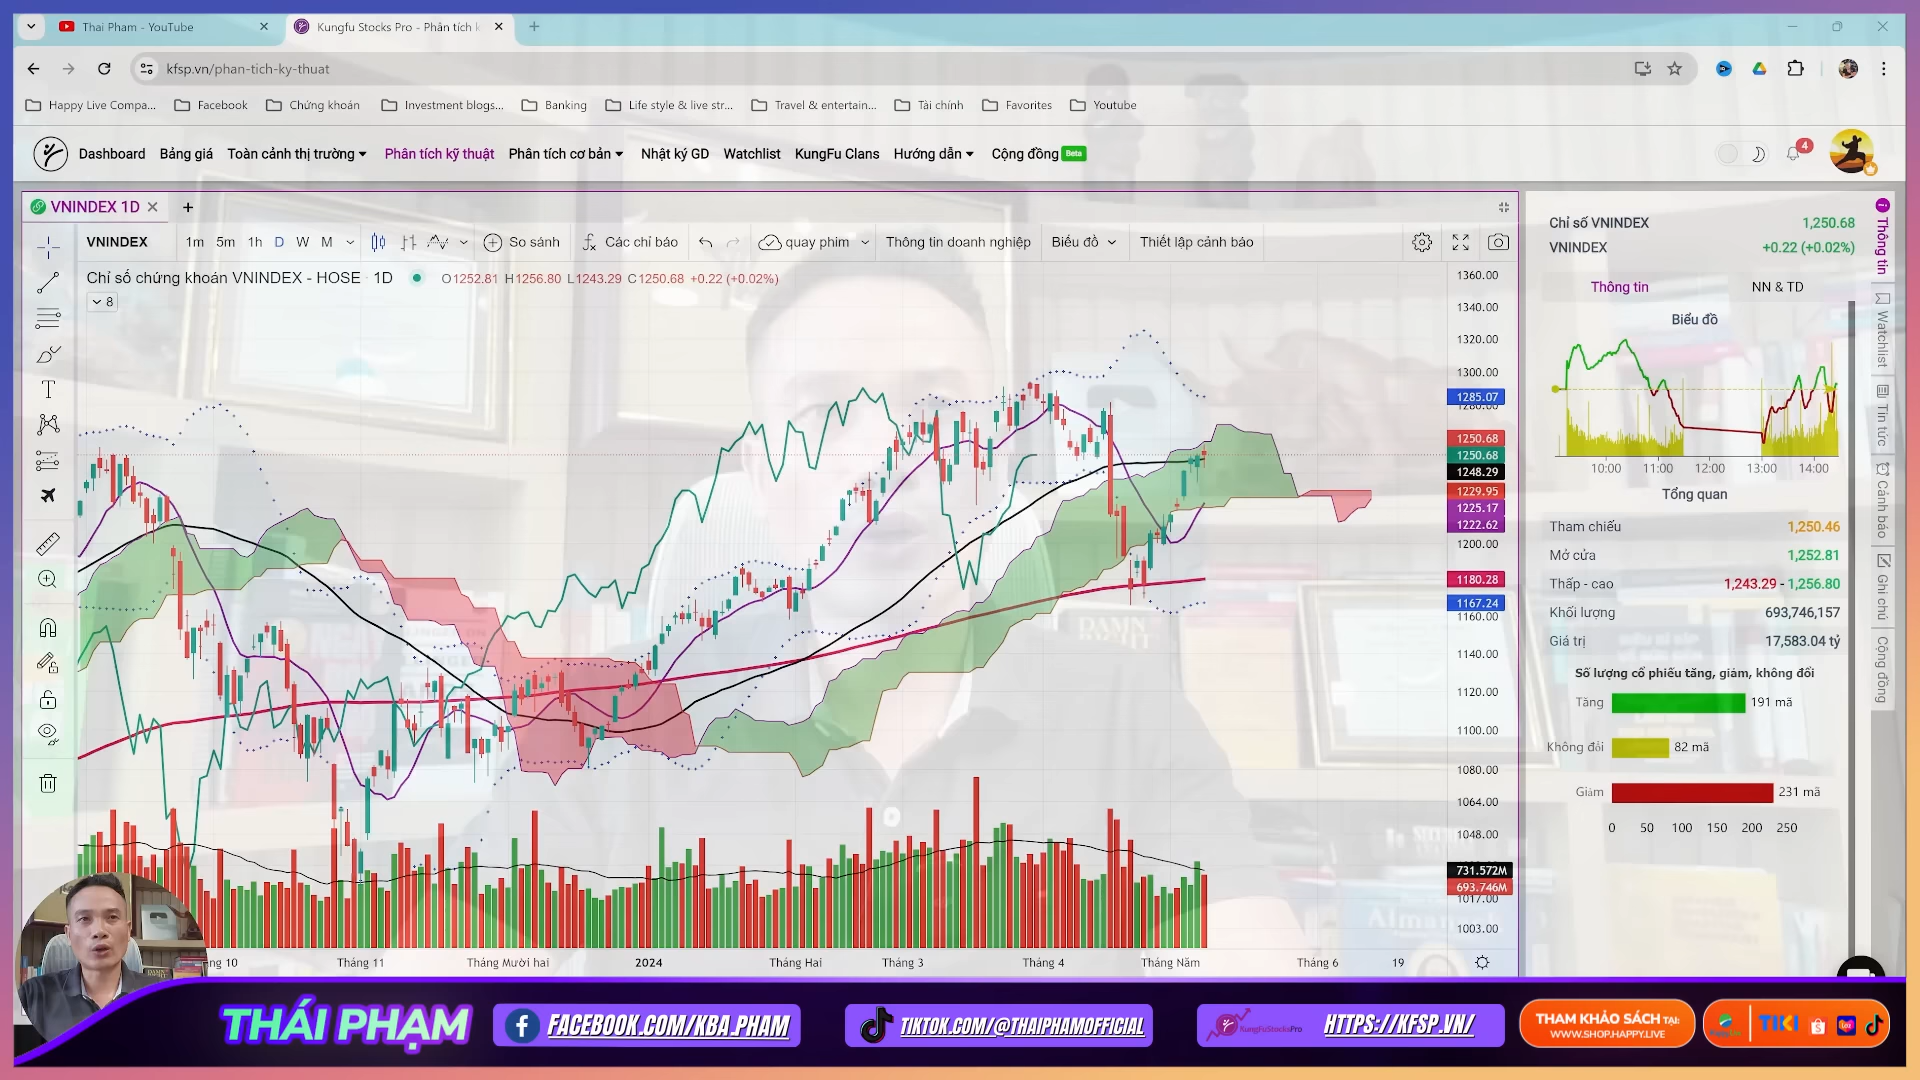 Thai Pham - YouTube
Kungfu Stocks Pro - Phân tích k
kfsp.vn/phan-tich-ky-thuat
Happy Live Compa...
Facebook
Chứng khoán
Investment blogs...
Banking
Life style & live str...
Travel & entertain...
Tài chính
Favorites
Youtube
Dashboard
Bảng giá
Toàn cảnh thị trường
Phân tích kỹ thuật
Phân tích cơ bản
Nhật ký GD
Watchlist
KungFu Clans
Hướng dẫn
Cộng đồng Beta
4
VNINDEX 1D
VNINDEX
1m 5m 1h D W M
So sánh
Các chỉ báo
quay phim
Thông tin doanh nghiệp
Biểu đồ
Thiết lập cảnh báo
Chỉ số chứng khoán VNINDEX - HOSE · 1D
O1252.81 H1256.80 L1243.29 C1250.68 +0.22 (+0.02%)
8
1360.00
1340.00
1320.00
1300.00
1285.07
1280.00
1250.68
1250.68
1248.29
1229.95
1225.17
1222.62
1200.00
1180.28
1167.24
1160.00
1140.00
1120.00
1100.00
1080.00
1064.00
1048.00
731.572M
693.746M
1017.00
1003.00
ng 10
Tháng 11
Tháng Mười hai
2024
Tháng Hai
Tháng 3
Tháng 4
Tháng Năm
Tháng 6
19
Chỉ số VNINDEX 1,250.68
VNINDEX +0.22 (+0.02%)
Thông tin
NN & TD
Biểu đồ
10:00 11:00 12:00 13:00 14:00
Tổng quan
Tham chiếu 1,250.46
Mở cửa 1,252.81
Thấp - cao 1,243.29 - 1,256.80
Khối lượng 693,746,157
Giá trị 17,583.04 tỷ
Số lượng cổ phiếu tăng, giảm, không đổi
Tăng 191 mã
Không đổi 82 mã
Giảm 231 mã
0 50 100 150 200 250
Thông tin
Watchlist
Tin tức
Cảnh báo
Ghi chú
Cộng đồng
THÁI PHẠM
FACEBOOK.COM/KBA.PHAM
TIKTOK.COM/@THAIPHAMOFFICIAL
KungFuStocksPro
HTTPS://KFSP.VN/
THAM KHẢO SÁCH TẠI:
WWW.SHOP.HAPPY.LIVE
TIKI